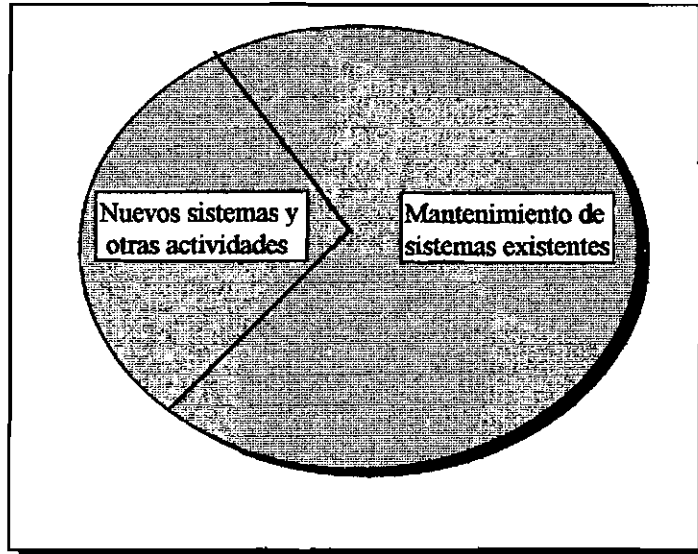 Nuevos sistemas y
otras actividades
Mantenimiento de
sistemas existentes